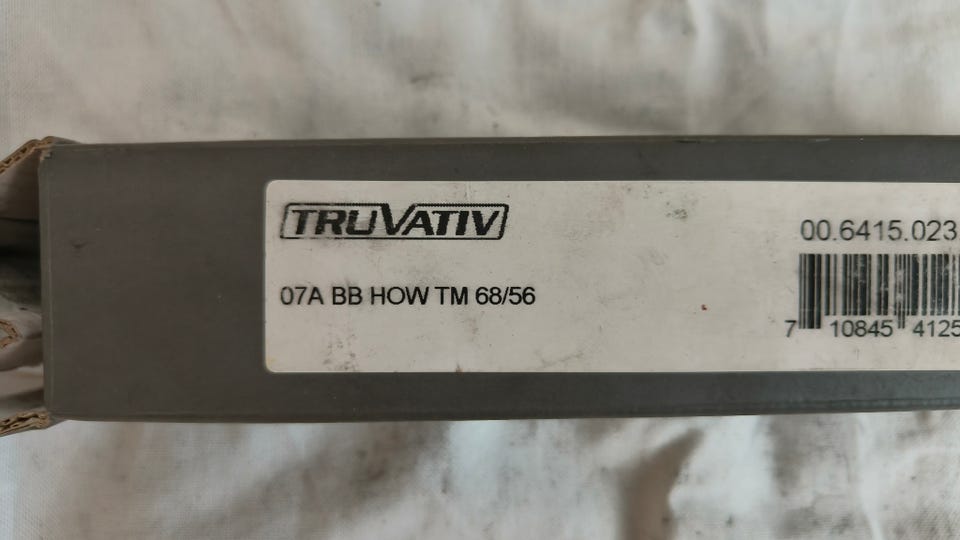 TRUVATIV
00.6415.023
07A BB HOW TM 68/56
7 10845 4125